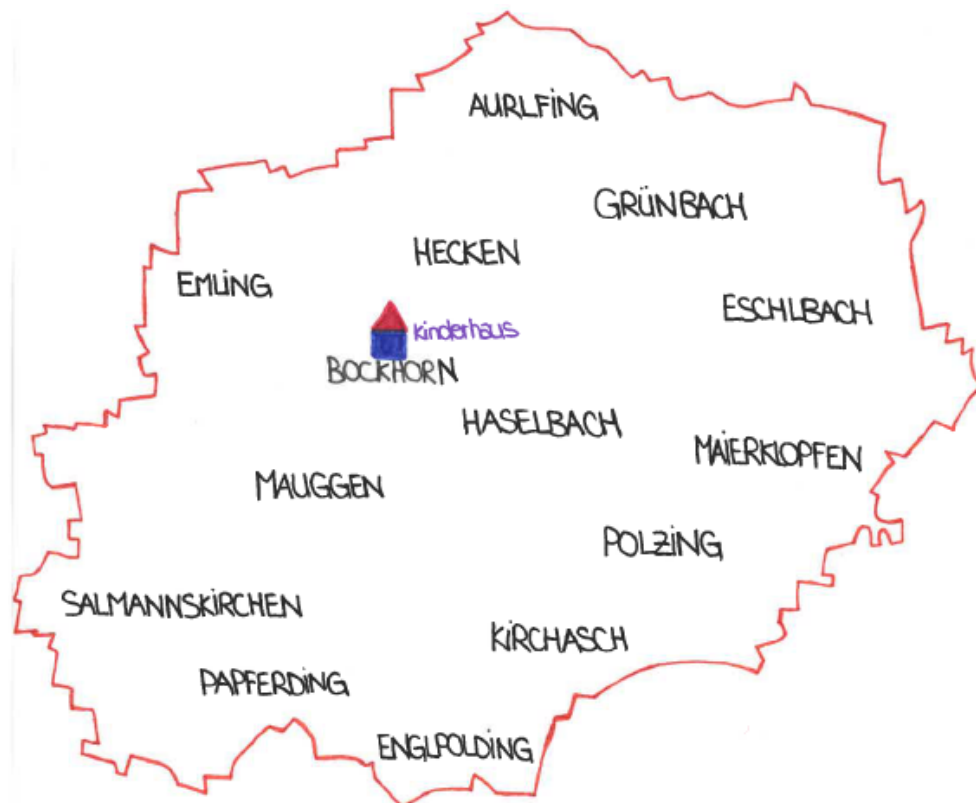 AURLFING
GRÜNBACH
HECKEN
EMLING
ESCHLBACH
kinderhaus
BOCKHORN
HASELBACH
MAIERKLOPFEN
MAUGGEN
POLZING
SALMANNSKIRCHEN
KIRCHASCH
PAPFERDING
ENGLPOLDING